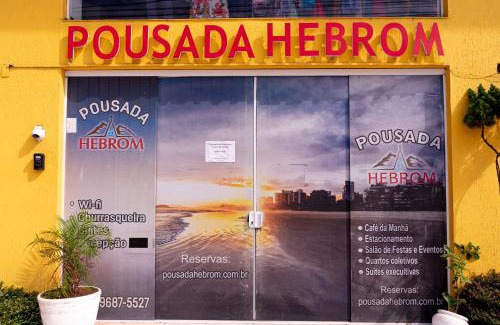 POUSADA HEBROM
POUSADA
HEBROM
Wi-fi
Churrasqueira
9687-5527
Reservas:
pousadahebrom.com.br
POUSADA
HEBROM
Café da Manhã
Estacionamento
Salão de Festas e Eventos
Quartos coletivos
Suítes executivas
Reservas:
pousadahebrom.com.br